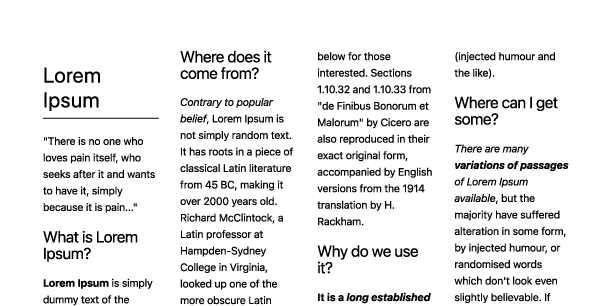 Lorem
Ipsum
"There is no one who
loves pain itself, who
seeks after it and wants
to have it, simply
because it is pain..."
What is Lorem
Ipsum?
Lorem Ipsum is simply
dummy text of the
Where does it
come from?
Contrary to popular
belief, Lorem Ipsum is
not simply random text.
It has roots in a piece of
classical Latin literature
from 45 BC, making it
over 2000 years old.
Richard McClintock, a
Latin professor at
Hampden-Sydney
College in Virginia,
looked up one of the
more obscure Latin
below for those
interested. Sections
1.10.32 and 1.10.33 from
"de Finibus Bonorum et
Malorum" by Cicero are
also reproduced in their
exact original form,
accompanied by English
versions from the 1914
translation by H.
Rackham.
Why do we use
it?
It is a long established
(injected humour and
the like).
Where can I get
some?
There are many
variations of passages
of Lorem Ipsum
available, but the
majority have suffered
alteration in some form,
by injected humour, or
randomised words
which don't look even
slightly believable. If